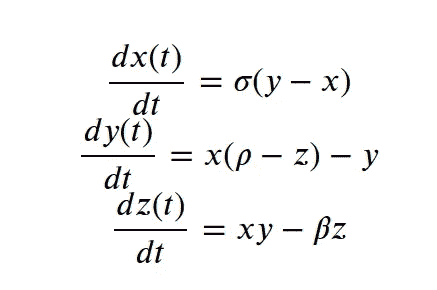 dx(t)/dt = σ(y − x)
dy(t)/dt = x(ρ − z) − y
dz(t)/dt = xy − βz